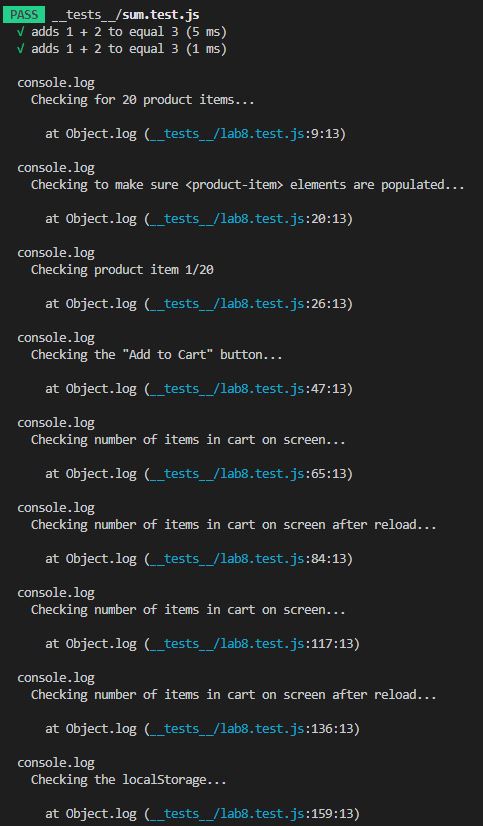 PASS __tests__/sum.test.js
√ adds 1 + 2 to equal 3 (5 ms)
√ adds 1 + 2 to equal 3 (1 ms)
console.log
Checking for 20 product items...
at Object.log (__tests__/lab8.test.js:9:13)
console.log
Checking to make sure <product-item> elements are populated...
at Object.log (__tests__/lab8.test.js:20:13)
console.log
Checking product item 1/20
at Object.log (__tests__/lab8.test.js:26:13)
console.log
Checking the "Add to Cart" button...
at Object.log (__tests__/lab8.test.js:47:13)
console.log
Checking number of items in cart on screen...
at Object.log (__tests__/lab8.test.js:65:13)
console.log
Checking number of items in cart on screen after reload...
at Object.log (__tests__/lab8.test.js:84:13)
console.log
Checking number of items in cart on screen...
at Object.log (__tests__/lab8.test.js:117:13)
console.log
Checking number of items in cart on screen after reload...
at Object.log (__tests__/lab8.test.js:136:13)
console.log
Checking the localStorage...
at Object.log (__tests__/lab8.test.js:159:13)